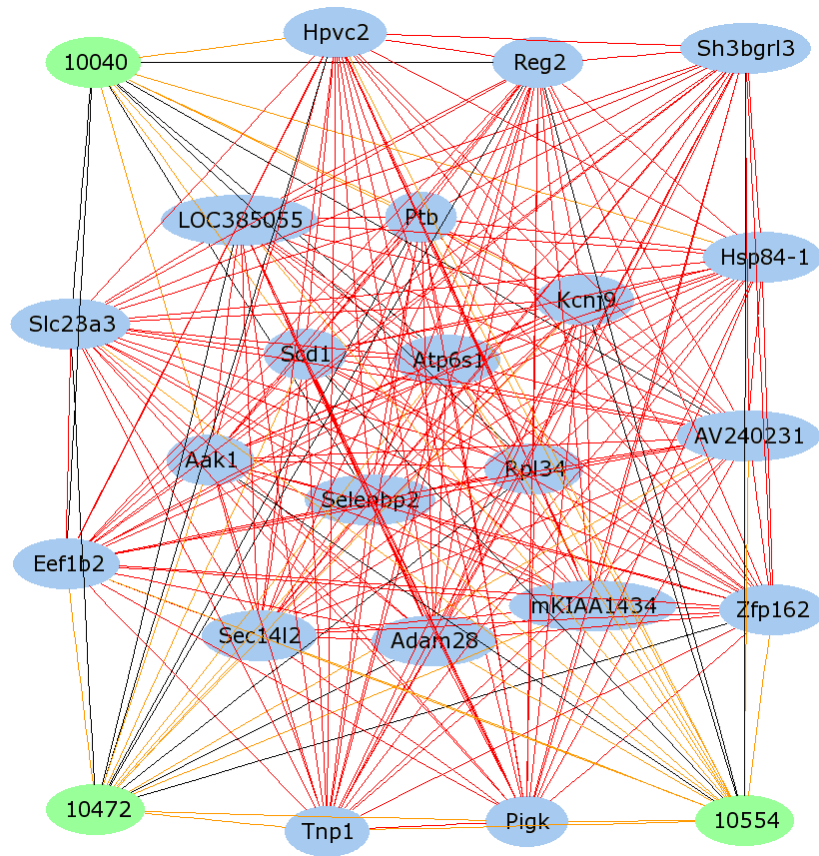 Hpvc2
Sh3bgrl3
10040
Reg2
LOC385055
Ptb
Hsp84-1
Kcnj9
Slc23a3
Scd1
Atp6s1
AV240231
Aak1
Rpl34
Selenbp2
Eef1b2
mKIAA1434
Zfp162
Sec14l2
Adam28
10472
Tnp1
Pigk
10554